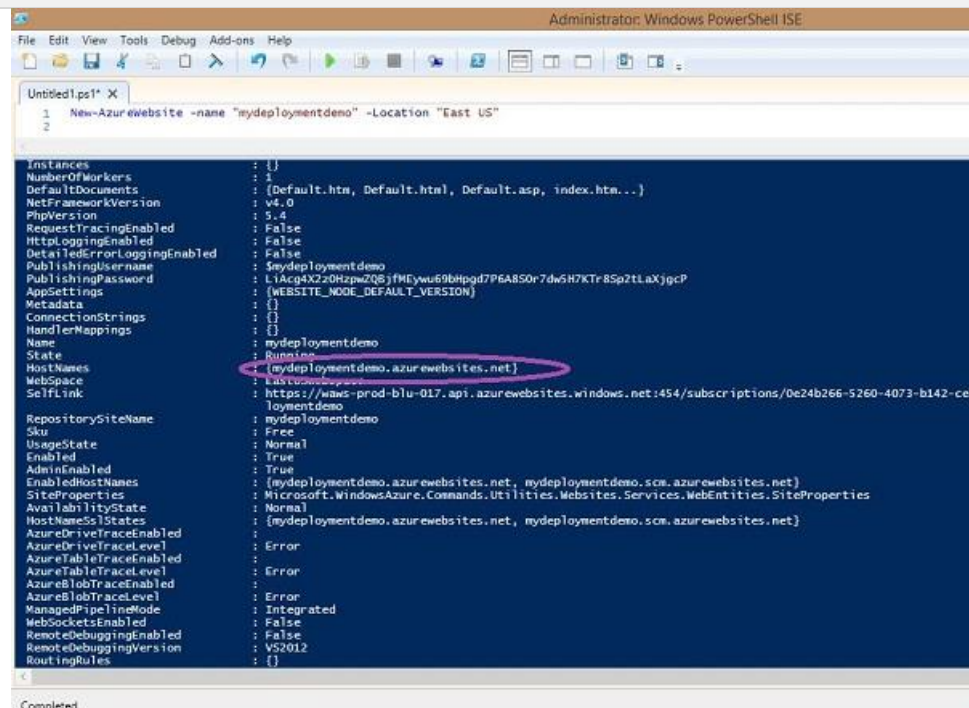 Administrator: Windows PowerShell ISE
File Edit View Tools Debug Add-ons Help
Untitled1.ps1* X
1 New-AzureWebsite -name "mydeploymentdemo" -Location "East US"
2
Instances : {}
NumberOfWorkers : 1
DefaultDocuments : {Default.htm, Default.html, Default.asp, index.htm...}
NetFrameworkVersion : v4.0
PhpVersion : 5.4
RequestTracingEnabled : False
HttpLoggingEnabled : False
DetailedErrorLoggingEnabled : False
PublishingUsername : $mydeploymentdemo
PublishingPassword :
AppSettings : {WEBSITE_NODE_DEFAULT_VERSION}
Metadata : {}
ConnectionStrings : {}
HandlerMappings : {}
Name : mydeploymentdemo
State : Running
HostNames : {mydeploymentdemo.azurewebsites.net}
WebSpace :
SelfLink : https://waws-prod-blu-017.api.azurewebsites.windows.net:454/subscriptions/0e24b266-5260-4073-b142-ce
loymentdemo
RepositorySiteName : mydeploymentdemo
Sku : Free
UsageState : Normal
Enabled : True
AdminEnabled : True
EnabledHostNames : {mydeploymentdemo.azurewebsites.net, mydeploymentdemo.scm.azurewebsites.net}
SiteProperties : Microsoft.WindowsAzure.Commands.Utilities.Websites.Services.WebEntities.SiteProperties
AvailabilityState : Normal
HostNameSslStates : {mydeploymentdemo.azurewebsites.net, mydeploymentdemo.scm.azurewebsites.net}
AzureDriveTraceEnabled :
AzureDriveTraceLevel : Error
AzureTableTraceEnabled :
AzureTableTraceLevel : Error
AzureBlobTraceEnabled :
AzureBlobTraceLevel : Error
ManagedPipelineMode : Integrated
WebSocketsEnabled : False
RemoteDebuggingEnabled : False
RemoteDebuggingVersion : VS2012
RoutingRules : {}
Completed